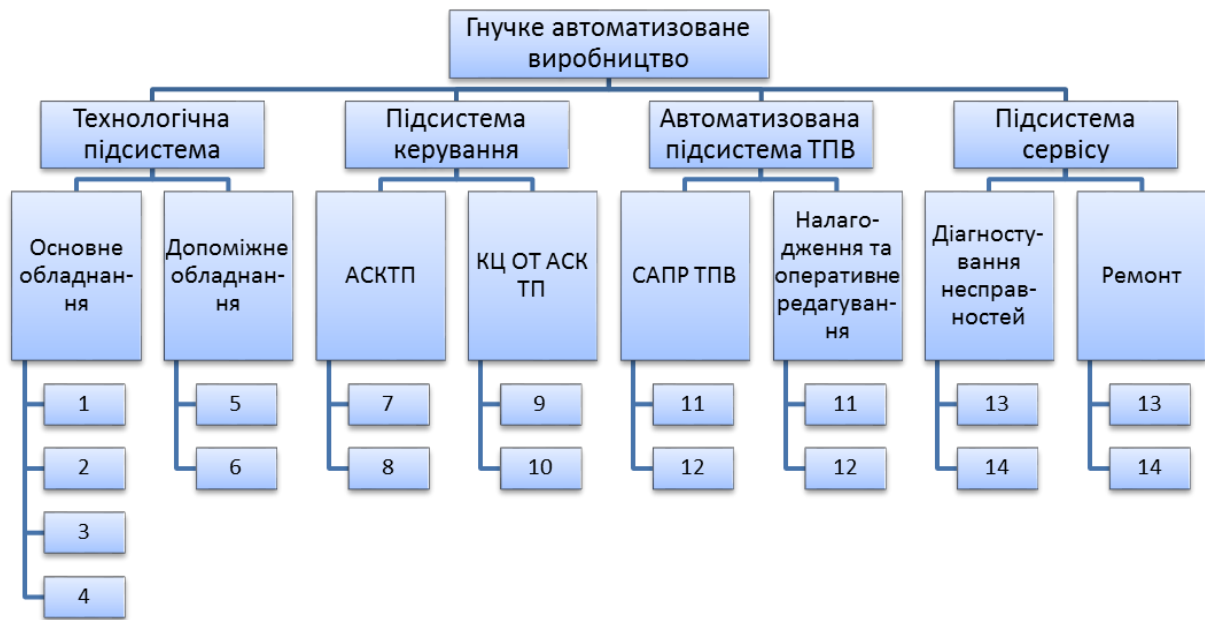 Гнучке автоматизоване
виробництво
Технологічна
підсистема
Підсистема
керування
Автоматизована
підсистема ТПВ
Підсистема
сервісу
Основне
обладнан-
ня
Допоміжне
обладнан-
ня
АСКТП
КЦ ОТ АСК
ТП
САПР ТПВ
Налаго-
дження та
оперативне
редагуван-
ня
Діагносту-
вання
несправ-
ностей
Ремонт
1
2
3
4
5
6
7
8
9
10
11
12
11
12
13
14
13
14